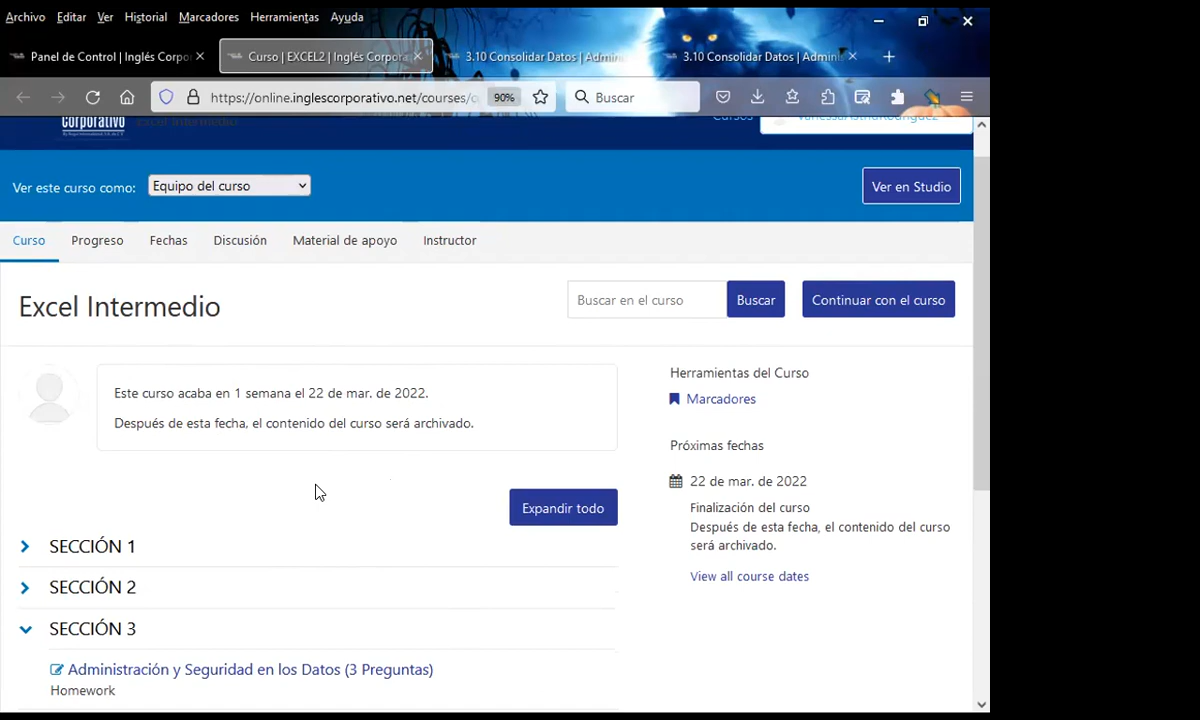 Archivo Editar Ver Historial Marcadores Herramientas Ayuda
Panel de Control | Inglés Corpo
Curso | EXCEL2 | Inglés Corpora
3.10 Consolidar Datos | Admin
3.10 Consolidar Datos | Admini
https://online.inglescorporativo.net/courses/c
90%
Buscar
corporativo
Excel Intermedio
Cursos
VanessaAsthaRodriguez
Ver este curso como:
Equipo del curso
Ver en Studio
Curso Progreso Fechas Discusión Material de apoyo Instructor
Excel Intermedio
Buscar en el curso
Buscar
Continuar con el curso
Este curso acaba en 1 semana el 22 de mar. de 2022.
Después de esta fecha, el contenido del curso será archivado.
Herramientas del Curso
Marcadores
Próximas fechas
22 de mar. de 2022
Finalización del curso
Después de esta fecha, el contenido del curso
será archivado.
View all course dates
Expandir todo
SECCIÓN 1
SECCIÓN 2
SECCIÓN 3
Administración y Seguridad en los Datos (3 Preguntas)
Homework